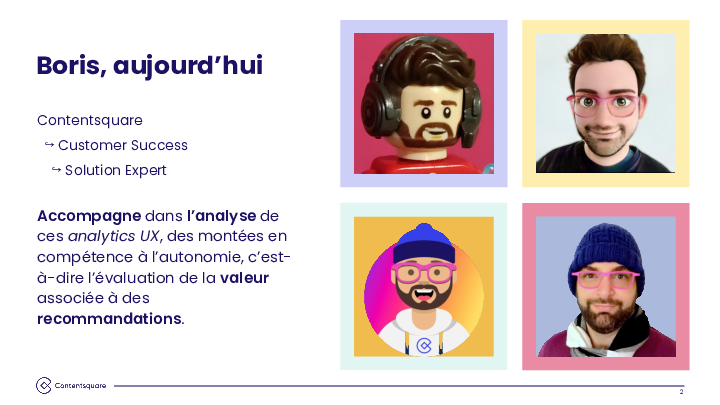 Boris, aujourd’hui
Contentsquare
↪ Customer Success
↪ Solution Expert
Accompagne dans l’analyse de
ces analytics UX, des montées en
compétence à l’autonomie, c’est-
à-dire l’évaluation de la valeur
associée à des
recommandations.
Contentsquare
2